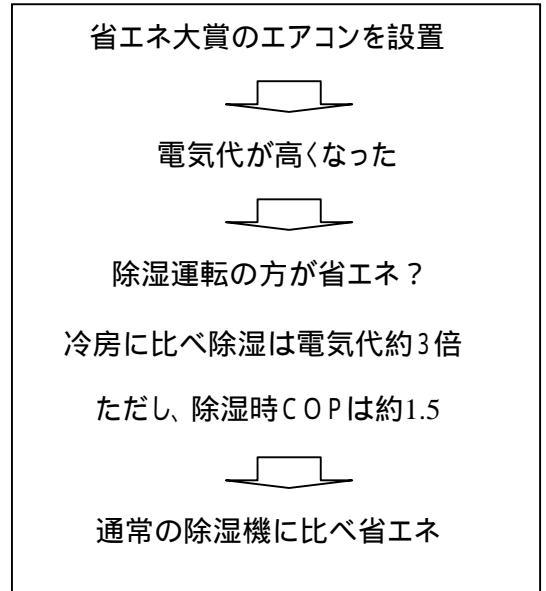 省エネ大賞のエアコンを設置
電気代が高くなった
除湿運転の方が省エネ？
冷房に比べ除湿は電気代約3倍
ただし、除湿時COPは約1.5
通常の除湿機に比べ省エネ